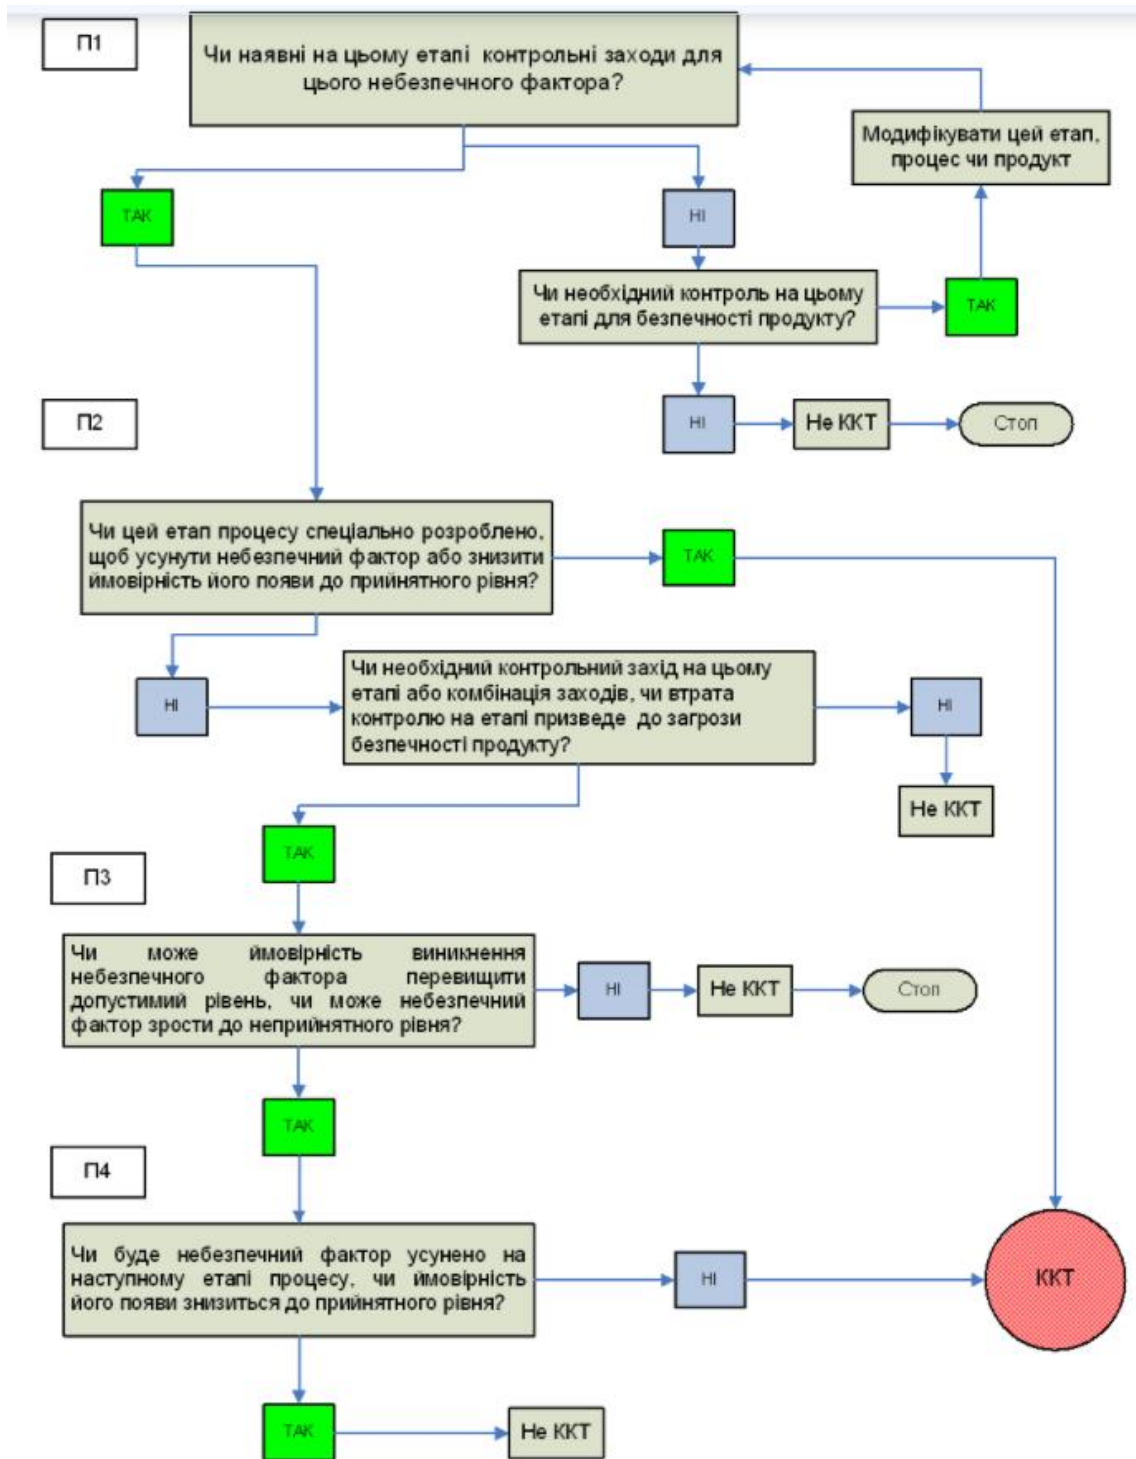 П1
Чи наявні на цьому етапі контрольні заходи для
цього небезпечного фактора?
Модифікувати цей етап,
процес чи продукт
ТАК
НІ
Чи необхідний контроль на цьому
етапі для безпечності продукту?
ТАК
П2
НІ
Не ККТ
Стоп
Чи цей етап процесу спеціально розроблено,
щоб усунути небезпечний фактор або знизити
ймовірність його появи до прийнятного рівня?
ТАК
НІ
Чи необхідний контрольний захід на цьому
етапі або комбінація заходів, чи втрата
контролю на етапі призведе до загрози
безпечності продукту?
НІ
Не ККТ
ТАК
П3
Чи може ймовірність виникнення
небезпечного фактора перевищити
допустимий рівень, чи може небезпечний
фактор зрости до неприйнятного рівня?
НІ
Не ККТ
Стоп
ТАК
П4
Чи буде небезпечний фактор усунено на
наступному етапі процесу, чи ймовірність
його появи знизиться до прийнятного рівня?
НІ
ККТ
ТАК
Не ККТ